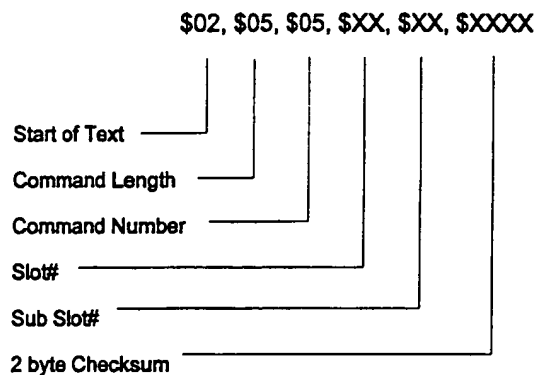 $02, $05, $05, $XX, $XX, $XXXX
Start of Text
Command Length
Command Number
Slot#
Sub Slot#
2 byte Checksum